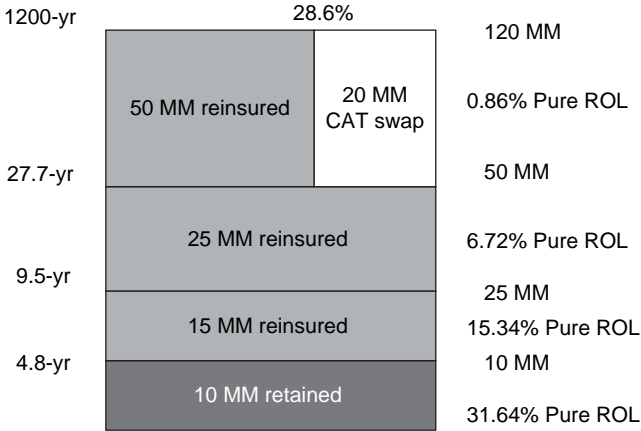 1200-yr
28.6%
120 MM
50 MM reinsured
20 MM
CAT swap
0.86% Pure ROL
27.7-yr
50 MM
25 MM reinsured
6.72% Pure ROL
9.5-yr
25 MM
15 MM reinsured
15.34% Pure ROL
4.8-yr
10 MM
10 MM retained
31.64% Pure ROL